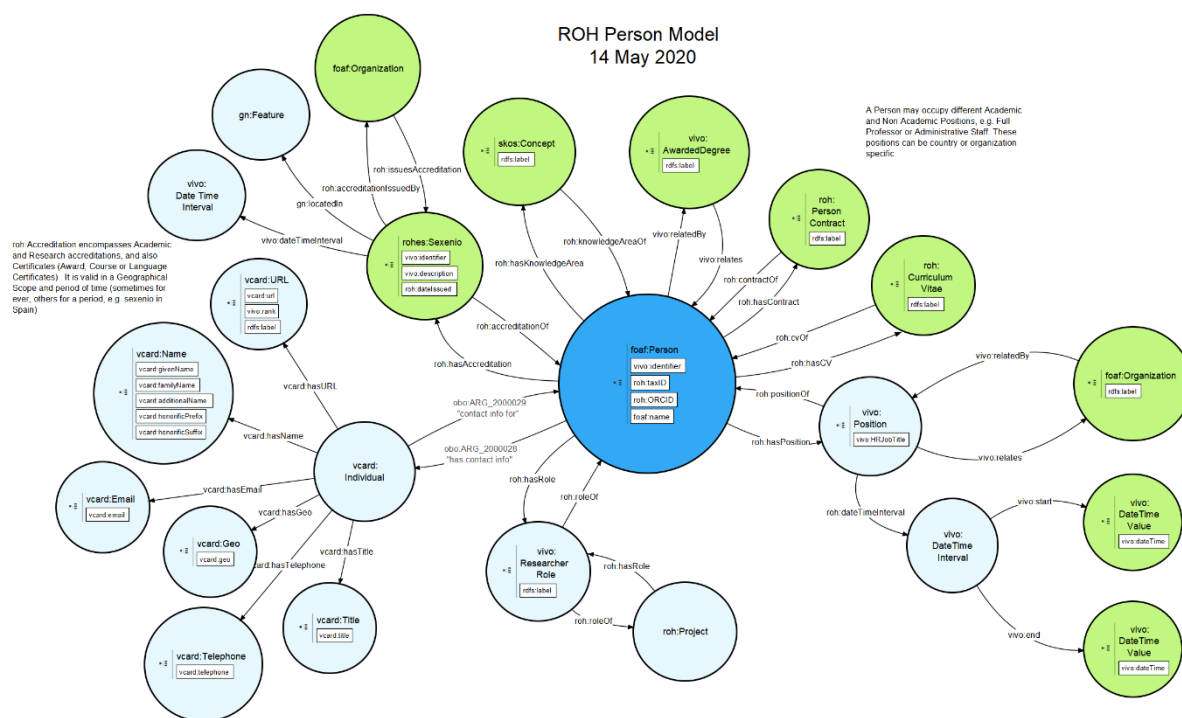 ROH Person Model
14 May 2020
foaf:Organization
gn:Feature
vivo:
Date Time
Interval
roh:issuesAccreditation
roh:accreditationIssuedBy
gn:locatedIn
vivo:dateTimeInterval
skos:Concept
rdfs:label
vivo:
AwardedDegree
rdfs:label
A Person may occupy different Academic
and Non Academic Positions, e.g. Full
Professor or Administrative Staff. These
positions can be country or organization
specific
roh:
Person
Contract
rdfs:label
roh:
Curriculum
Vitae
rdfs:label
roh:knowledgeAreaOf
roh:hasKnowledgeArea
vivo:relatedBy
vivo:relates
roh:contractOf
roh:hasContract
roh:cvOf
roh:hasCV
roh:Accreditation encompasses Academic
and Research accreditations, and also
Certificates (Award, Course or Language
Certificates) . It is valid in a Geographical
Scope and period of time (sometimes for
ever, others for a period, e.g. sexenio in
Spain)
rohes:Sexenio
vivo:identifier
vivo:description
roh:dateIssued
roh:accreditationOf
roh:hasAccreditation
vcard:URL
vcard:url
vivo:rank
rdfs:label
vcard:hasURL
vcard:Name
vcard:givenName
vcard:familyName
vcard:additionalName
vcard:honorificPrefix
vcard:honorificSuffix
vcard:hasName
foaf:Person
vivo:identifier
roh:taxID
roh:ORCID
foaf:name
obo:ARG_2000029
"contact info for"
obo:ARG_2000028
"has contact info"
roh:positionOf
roh:hasPosition
vivo:
Position
vivo:HRJobTitle
vivo:relatedBy
foaf:Organization
rdfs:label
vivo:relates
vcard:
Individual
vcard:hasEmail
vcard:Email
vcard:email
vcard:hasGeo
vcard:Geo
vcard:geo
vcard:hasTitle
vcard:Title
vcard:title
vcard:hasTelephone
vcard:Telephone
vcard:telephone
roh:hasRole
roh:roleOf
vivo:
Researcher
Role
rdfs:label
roh:hasRole
roh:roleOf
roh:Project
roh:dateTimeInterval
vivo:
DateTime
Interval
vivo:start
vivo:
DateTime
Value
vivo:dateTime
vivo:end
vivo:
DateTime
Value
vivo:dateTime